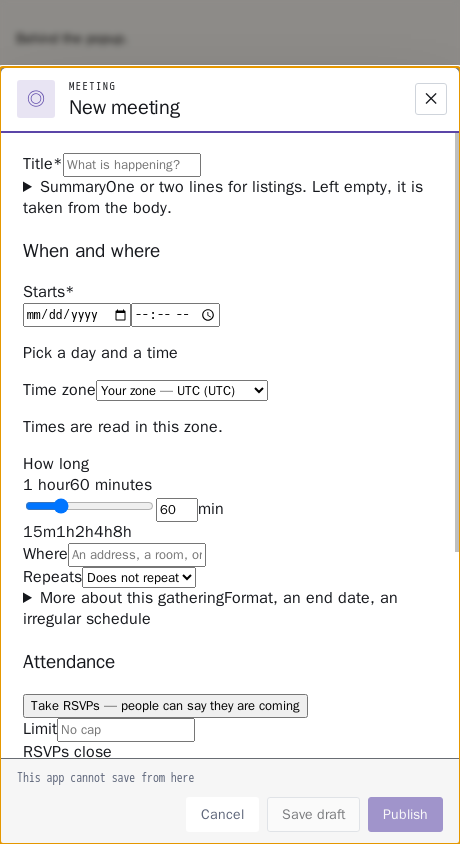 Behind the popup.
MEETING
New meeting
Title* What is happening?
SummaryOne or two lines for listings. Left empty, it is
taken from the body.
When and where
Starts*
mm/dd/yyyy --:-- --
Pick a day and a time
Time zone Your zone — UTC (UTC)
Times are read in this zone.
How long
1 hour60 minutes
60 min
15m1h2h4h8h
Where An address, a room, or
Repeats Does not repeat
More about this gatheringFormat, an end date, an
irregular schedule
Attendance
Take RSVPs — people can say they are coming
Limit No cap
RSVPs close
This app cannot save from here
Cancel Save draft Publish